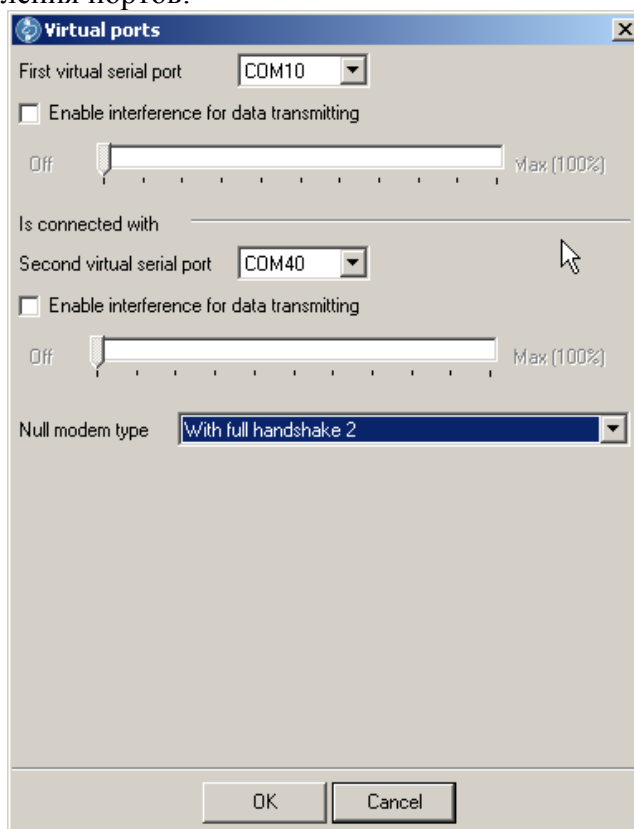 портов.
Virtual ports
First virtual serial port COM10
Enable interference for data transmitting
Off Max (100%)
Is connected with
Second virtual serial port COM40
Enable interference for data transmitting
Off Max (100%)
Null modem type With full handshake 2
OK Cancel